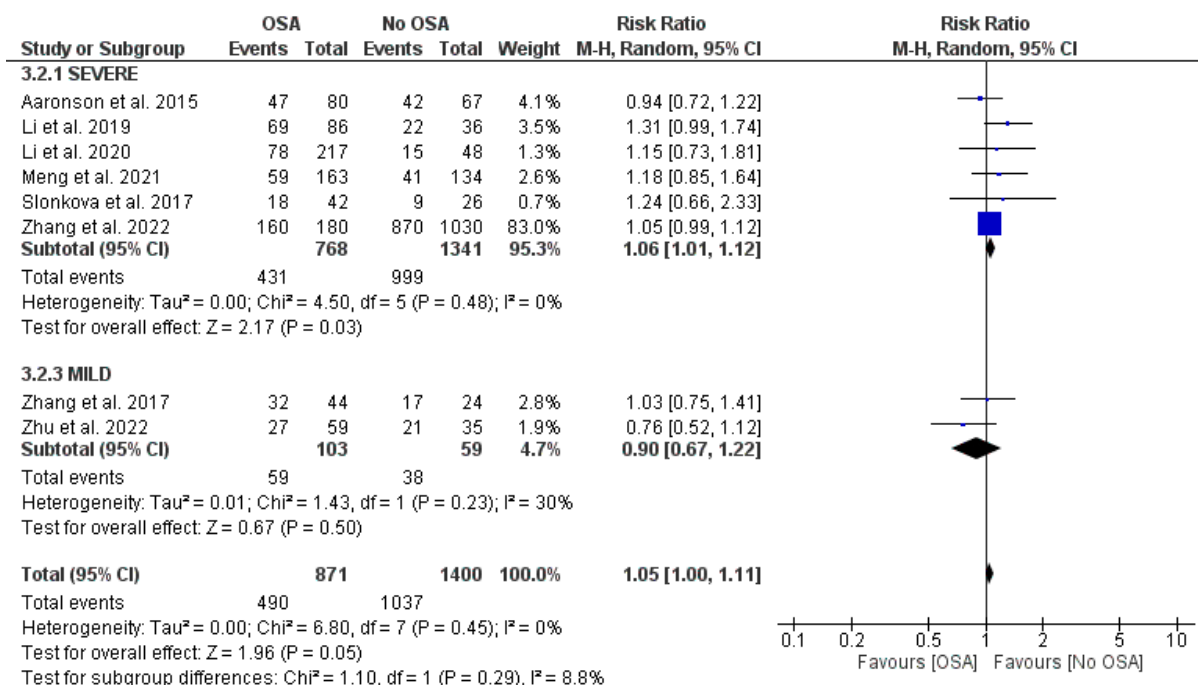 OSA No OSA Risk Ratio Risk Ratio
Study or Subgroup Events Total Events Total Weight M-H, Random, 95% CI M-H, Random, 95% CI
3.2.1 SEVERE
Aaronson et al. 2015 47 80 42 67 4.1% 0.94 [0.72, 1.22]
Li et al. 2019 69 86 22 36 3.5% 1.31 [0.99, 1.74]
Li et al. 2020 78 217 15 48 1.3% 1.15 [0.73, 1.81]
Meng et al. 2021 59 163 41 134 2.6% 1.18 [0.85, 1.64]
Slonkova et al. 2017 18 42 9 26 0.7% 1.24 [0.66, 2.33]
Zhang et al. 2022 160 180 870 1030 83.0% 1.05 [0.99, 1.12]
Subtotal (95% CI) 768 1341 95.3% 1.06 [1.01, 1.12]
Total events 431 999
Heterogeneity: Tau² = 0.00; Chi² = 4.50, df = 5 (P = 0.48); I² = 0%
Test for overall effect: Z = 2.17 (P = 0.03)
3.2.3 MILD
Zhang et al. 2017 32 44 17 24 2.8% 1.03 [0.75, 1.41]
Zhu et al. 2022 27 59 21 35 1.9% 0.76 [0.52, 1.12]
Subtotal (95% CI) 103 59 4.7% 0.90 [0.67, 1.22]
Total events 59 38
Heterogeneity: Tau² = 0.01; Chi² = 1.43, df = 1 (P = 0.23); I² = 30%
Test for overall effect: Z = 0.67 (P = 0.50)
Total (95% CI) 871 1400 100.0% 1.05 [1.00, 1.11]
Total events 490 1037
Heterogeneity: Tau² = 0.00; Chi² = 6.80, df = 7 (P = 0.45); I² = 0%
Test for overall effect: Z = 1.96 (P = 0.05)
Test for subgroup differences: Chi² = 1.10, df = 1 (P = 0.29), I² = 8.8%
0.1 0.2 0.5 1 2 5 10
Favours [OSA] Favours [No OSA]